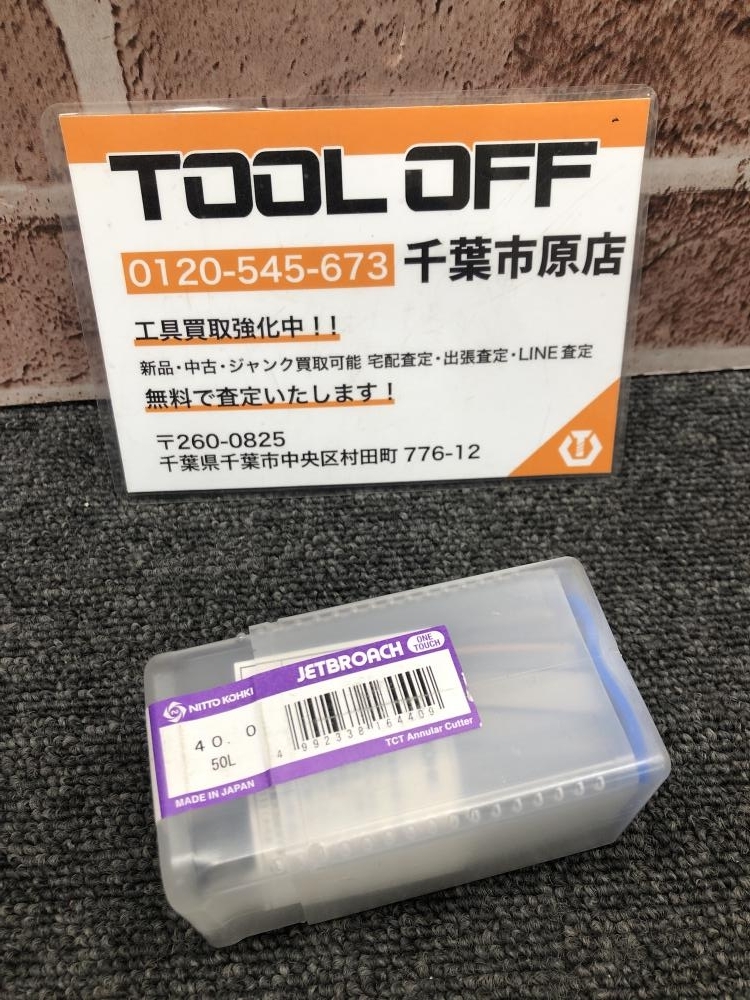 TOOL OFF
0120-545-673 千葉市原店
工具買取強化中！！
新品・中古・ジャンク買取可能 宅配査定・出張査定・LINE査定
無料で査定いたします！
〒260-0825
千葉県千葉市中央区村田町 776-12
JETBROACH ONE TOUCH
NITTO KOHKI
40.0
50L
4 992338 164409
MADE IN JAPAN
TCT Annular Cutter